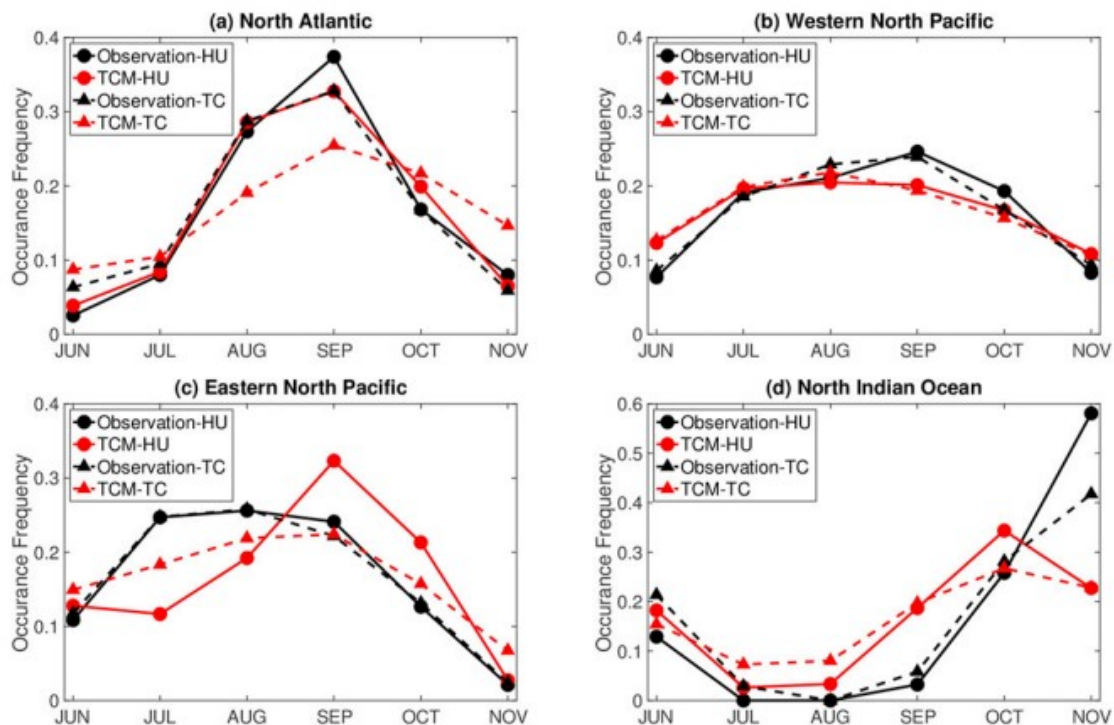 (a) North Atlantic
Occurance Frequency
0.4
0.3
0.2
0.1
0
Observation-HU
TCM-HU
Observation-TC
TCM-TC
JUN JUL AUG SEP OCT NOV
(b) Western North Pacific
Occurance Frequency
0.4
0.3
0.2
0.1
0
Observation-HU
TCM-HU
Observation-TC
TCM-TC
JUN JUL AUG SEP OCT NOV
(c) Eastern North Pacific
Occurance Frequency
0.4
0.3
0.2
0.1
0
Observation-HU
TCM-HU
Observation-TC
TCM-TC
JUN JUL AUG SEP OCT NOV
(d) North Indian Ocean
Occurance Frequency
0.6
0.5
0.4
0.3
0.2
0.1
0
Observation-HU
TCM-HU
Observation-TC
TCM-TC
JUN JUL AUG SEP OCT NOV